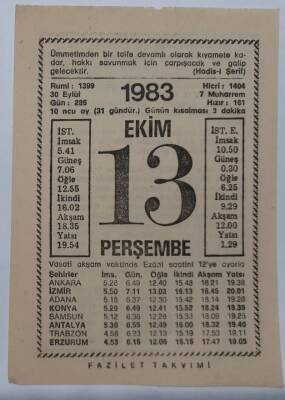 Ümmetimden bir taife devamlı olarak kıyamete ka-
dar, hakkı savunmak için çarpışacak ve galip
gelecektir. (Hadis-i Şerif)
Rumi : 1399
30 Eylül
Gün : 286
1983
Hicri : 1404
7 Muharrem
Hızır : 161
10 ncu ay (31 gündür.) Günün kısalması 3 dakika
EKİM
13
PERŞEMBE
İST.
İmsak
5.41
Güneş
7.06
Öğle
12.55
İkindi
16.02
Akşam
18.35
Yatsı
19.54
İST. E.
İmsak
10.50
Güneş
0.30
Öğle
6.25
İkindi
9.29
Akşam
12.00
Yatsı
1.29
Vasati akşam vaktinde Ezâni saatini 12'ye ayarla
Şehirler İms. Gün. Öğle İkindi Akşam Yatsı
ANKARA 5.28 6.49 12.40 15.48 18.21 19.38
İZMİR 5.50 7.11 13.03 16.13 18.45 20.01
ADANA 5.16 6.37 12.30 15.42 18.14 19.28
KONYA 5.29 6.49 12.41 15.52 18.24 19.39
SAMSUN 5.12 6.36 12.26 15.33 18.06 19.25
ANTALYA 5.36 6.55 12.49 16.00 18.32 19.46
TRABZON 4.58 6.23 12.13 15.19 17.53 19.11
ERZURUM 4.53 6.15 12.06 15.15 17.47 19.05
FAZİLET TAKVİMİ